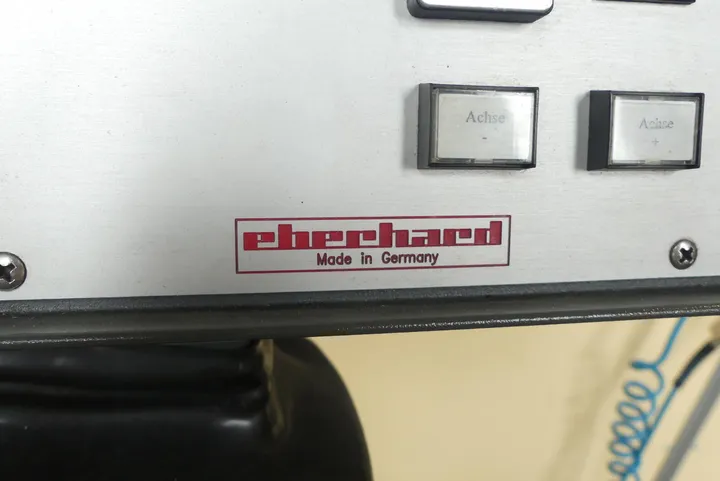 Achse
-
Achse
+
eberhard
Made in Germany